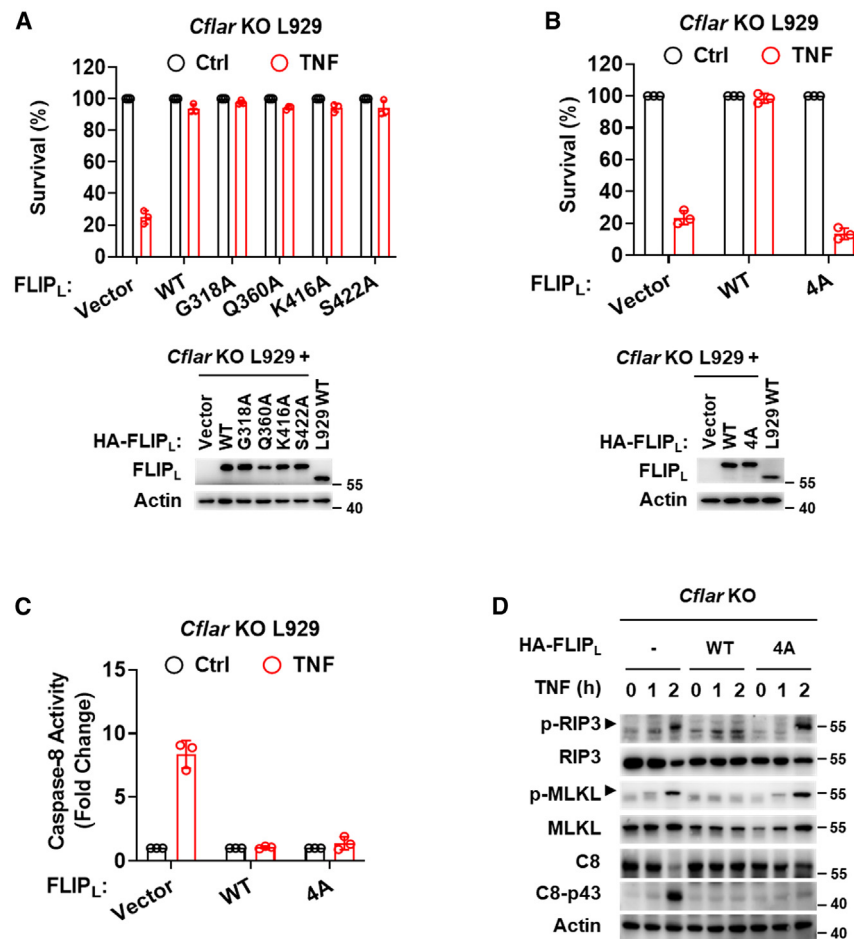 A
Cflar KO L929
Ctrl TNF
Survival (%)
120
100
80
60
40
20
0
FLIPL: Vector WT G318A Q360A K416A S422A
Cflar KO L929 +
HA-FLIPL: Vector WT G318A Q360A K416A S422A L929 WT
FLIPL
55
Actin
40
B
Cflar KO L929
Ctrl TNF
Survival (%)
120
100
80
60
40
20
0
FLIPL: Vector WT 4A
Cflar KO L929 +
HA-FLIPL: Vector WT 4A L929 WT
FLIPL
55
Actin
40
C
Cflar KO L929
Ctrl TNF
Caspase-8 Activity
(Fold Change)
15
10
5
0
FLIPL: Vector WT 4A
D
Cflar KO
HA-FLIPL - WT 4A
TNF (h) 0 1 2 0 1 2 0 1 2
p-RIP3 55
RIP3 55
p-MLKL 55
MLKL 55
C8
55
C8-p43 40
Actin 40